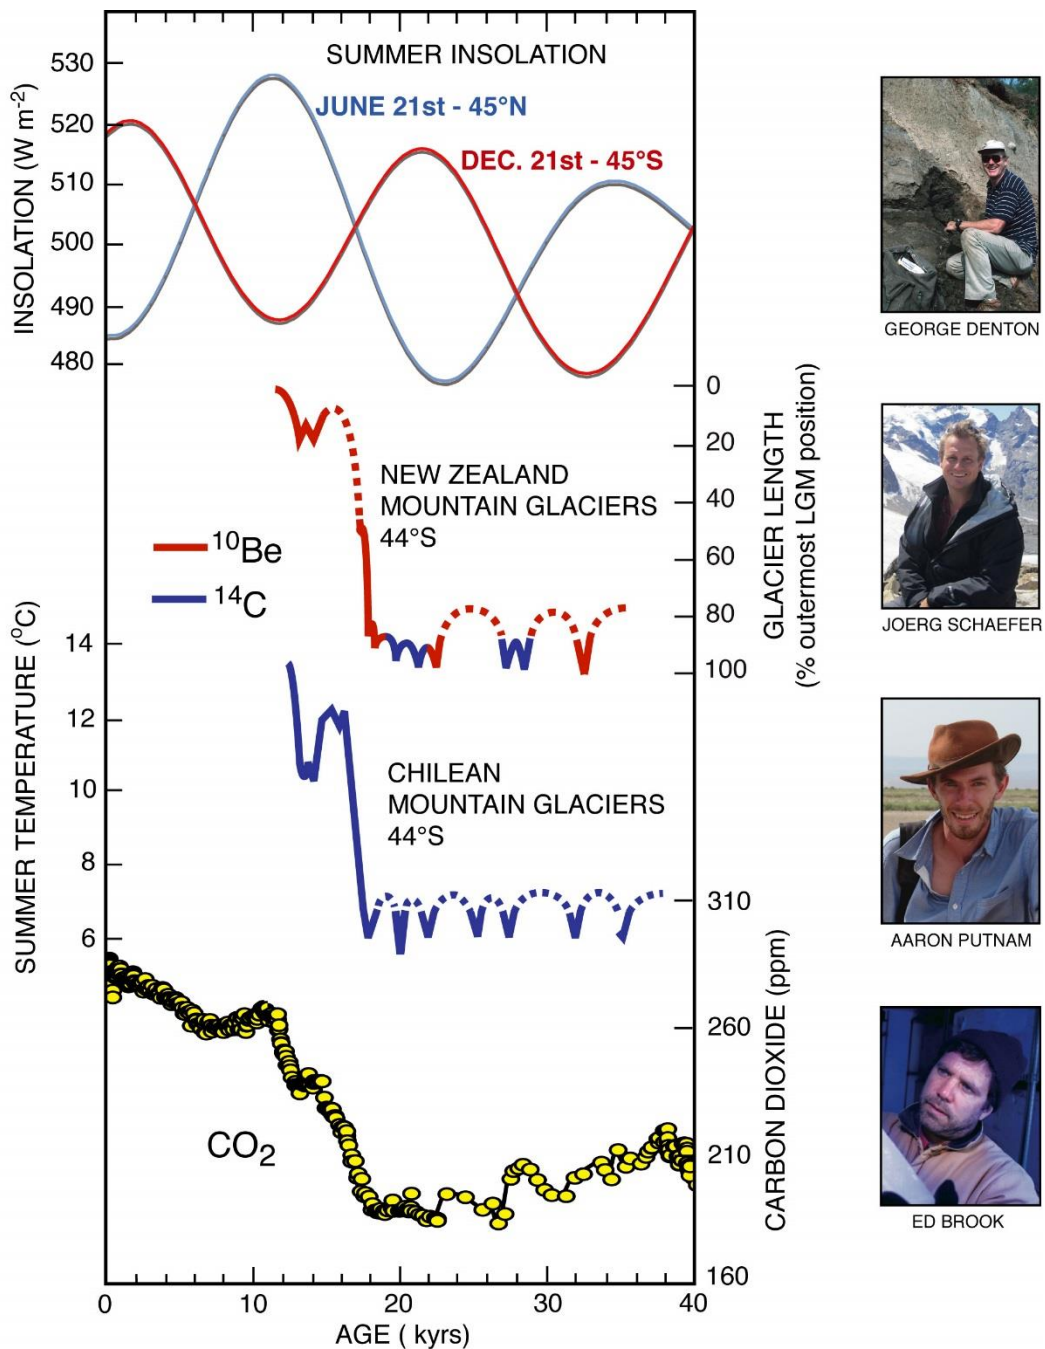 SUMMER INSOLATION
JUNE 21st - 45°N
DEC. 21st - 45°S
INSOLATION (W m-2)
530
520
510
500
490
480
GEORGE DENTON
0
20
40
60
80
100
GLACIER LENGTH
(% outermost LGM position)
NEW ZEALAND
MOUNTAIN GLACIERS
44°S
10Be
14C
JOERG SCHAEFER
SUMMER TEMPERATURE (°C)
14
12
10
8
6
CHILEAN
MOUNTAIN GLACIERS
44°S
AARON PUTNAM
310
260
210
160
CARBON DIOXIDE (ppm)
CO2
ED BROOK
0
10
20
30
40
AGE ( kyrs)